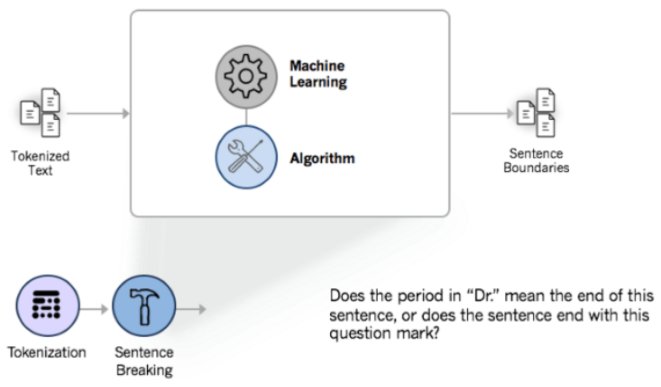 Machine
Learning
Algorithm
Tokenized
Text
Sentence
Boundaries
Tokenization
Sentence
Breaking
Does the period in “Dr.” mean the end of this
sentence, or does the sentence end with this
question mark?